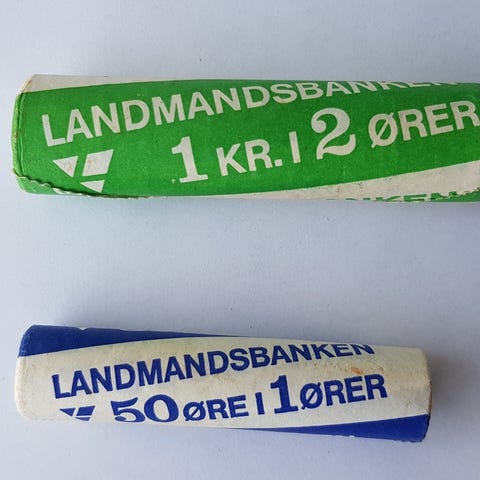 LANDMANDSBANKEN
1 KR. I 2 ØRER
LANDMANDSBANKEN
50 ØRE I 1 ØRER